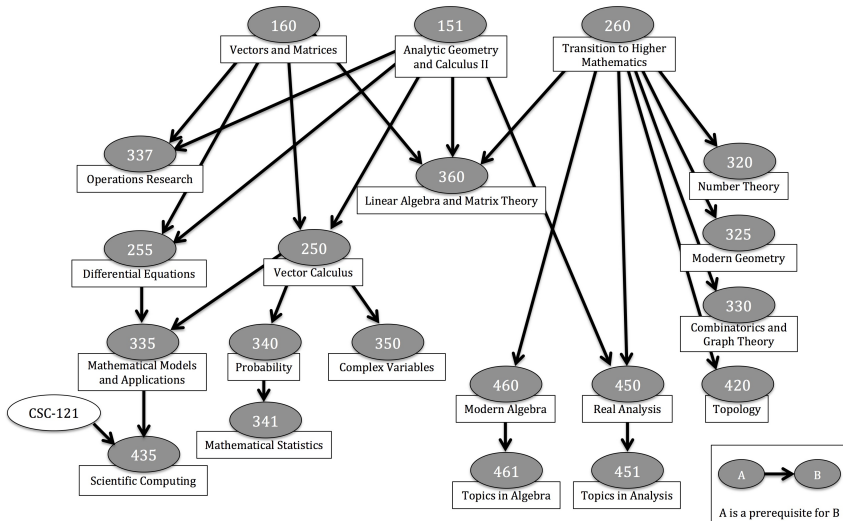 160
Vectors and Matrices
151
Analytic Geometry
and Calculus II
260
Transition to Higher
Mathematics
337
Operations Research
360
Linear Algebra and Matrix Theory
320
Number Theory
325
Modern Geometry
255
Differential Equations
250
Vector Calculus
330
Combinatorics and
Graph Theory
335
Mathematical Models
and Applications
340
Probability
350
Complex Variables
460
Modern Algebra
450
Real Analysis
420
Topology
CSC-121
341
Mathematical Statistics
435
Scientific Computing
461
Topics in Algebra
451
Topics in Analysis
A
B
A is a prerequisite for B